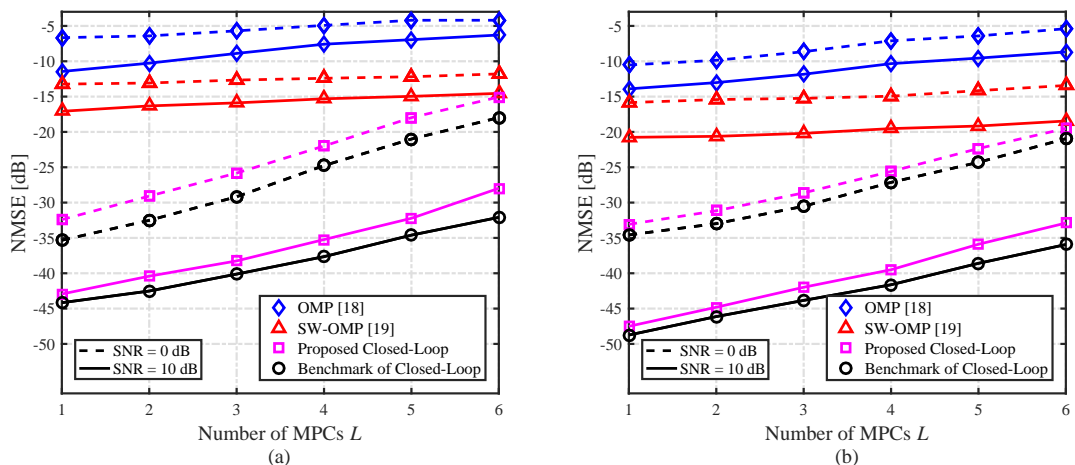 -5
-10
-15
-20
-25
-30
-35
-40
-45
-50
NMSE [dB]
OMP [18]
SW-OMP [19]
Proposed Closed-Loop
Benchmark of Closed-Loop
SNR = 0 dB
SNR = 10 dB
1 2 3 4 5 6
Number of MPCs L
(a)
-5
-10
-15
-20
-25
-30
-35
-40
-45
-50
NMSE [dB]
OMP [18]
SW-OMP [19]
Proposed Closed-Loop
Benchmark of Closed-Loop
SNR = 0 dB
SNR = 10 dB
1 2 3 4 5 6
Number of MPCs L
(b)